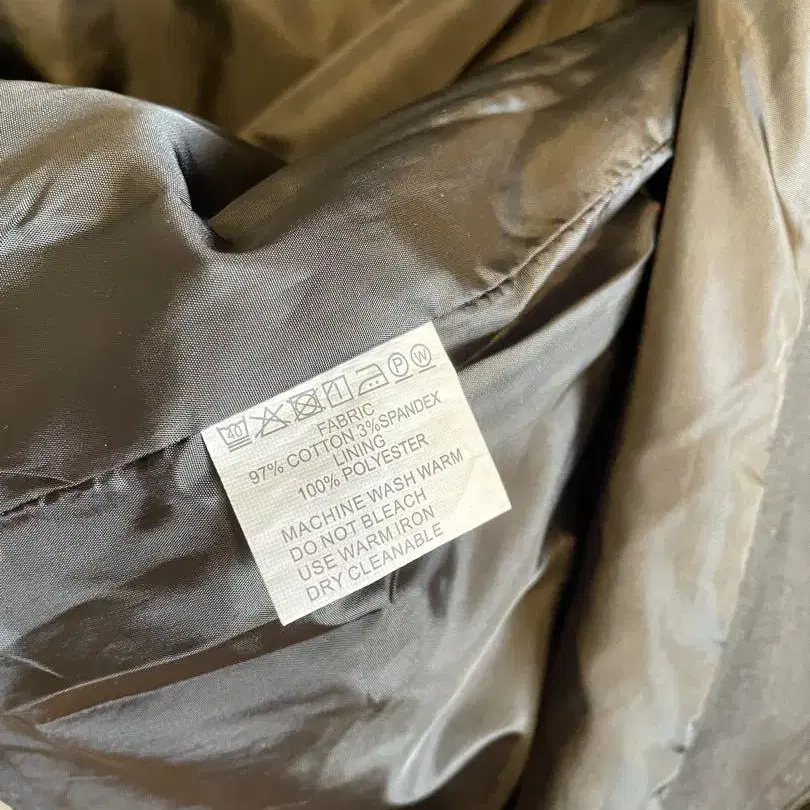 40 P W
FABRIC
97% COTTON 3%SPANDEX
LINING
100% POLYESTER
MACHINE WASH WARM
DO NOT BLEACH
USE WARM IRON
DRY CLEANABLE